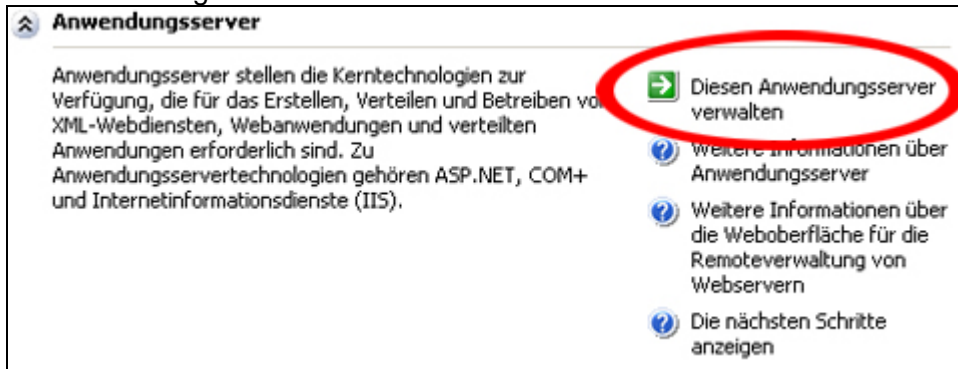 Anwendungsserver
Anwendungsserver stellen die Kerntechnologien zur
Verfügung, die für das Erstellen, Verteilen und Betreiben
XML-Webdiensten, Webanwendungen und verteilten
Anwendungen erforderlich sind. Zu
Anwendungsservertechnologien gehören ASP.NET, COM+
und Internetinformationsdienste (IIS).
Diesen Anwendungsserver
verwalten
Weitere Informationen über
Anwendungsserver
Weitere Informationen über
die Weboberfläche für die
Remoteverwaltung von
Webservern
Die nächsten Schritte
anzeigen